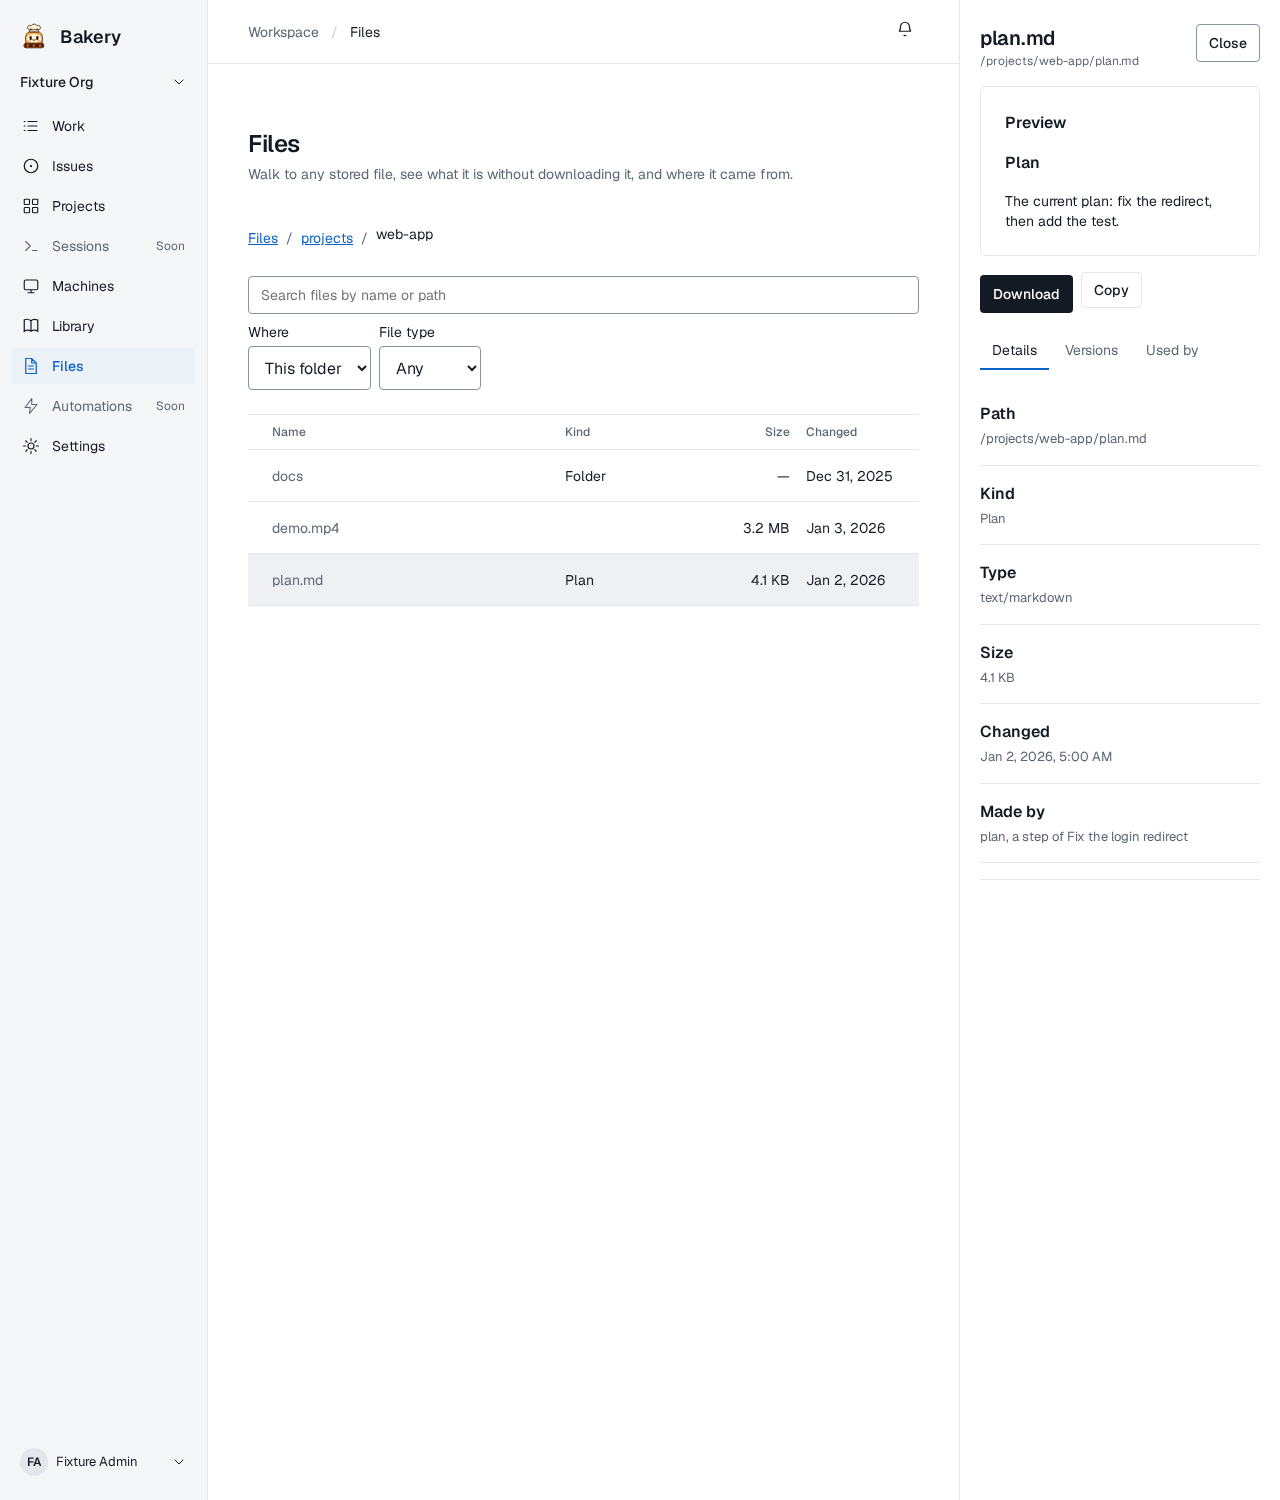 Bakery
Fixture Org
Work
Issues
Projects
Sessions Soon
Machines
Library
Files
Automations Soon
Settings
FA Fixture Admin
Workspace / Files
Files
Walk to any stored file, see what it is without downloading it, and where it came from.
Files / projects / web-app
Search files by name or path
Where File type
This folder Any
Name Kind Size Changed
docs Folder — Dec 31, 2025
demo.mp4 3.2 MB Jan 3, 2026
plan.md Plan 4.1 KB Jan 2, 2026
plan.md
/projects/web-app/plan.md
Close
Preview
Plan
The current plan: fix the redirect,
then add the test.
Download Copy
Details Versions Used by
Path
/projects/web-app/plan.md
Kind
Plan
Type
text/markdown
Size
4.1 KB
Changed
Jan 2, 2026, 5:00 AM
Made by
plan, a step of Fix the login redirect